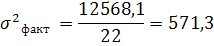 σ²факт = 12568,1 / 22 = 571,3